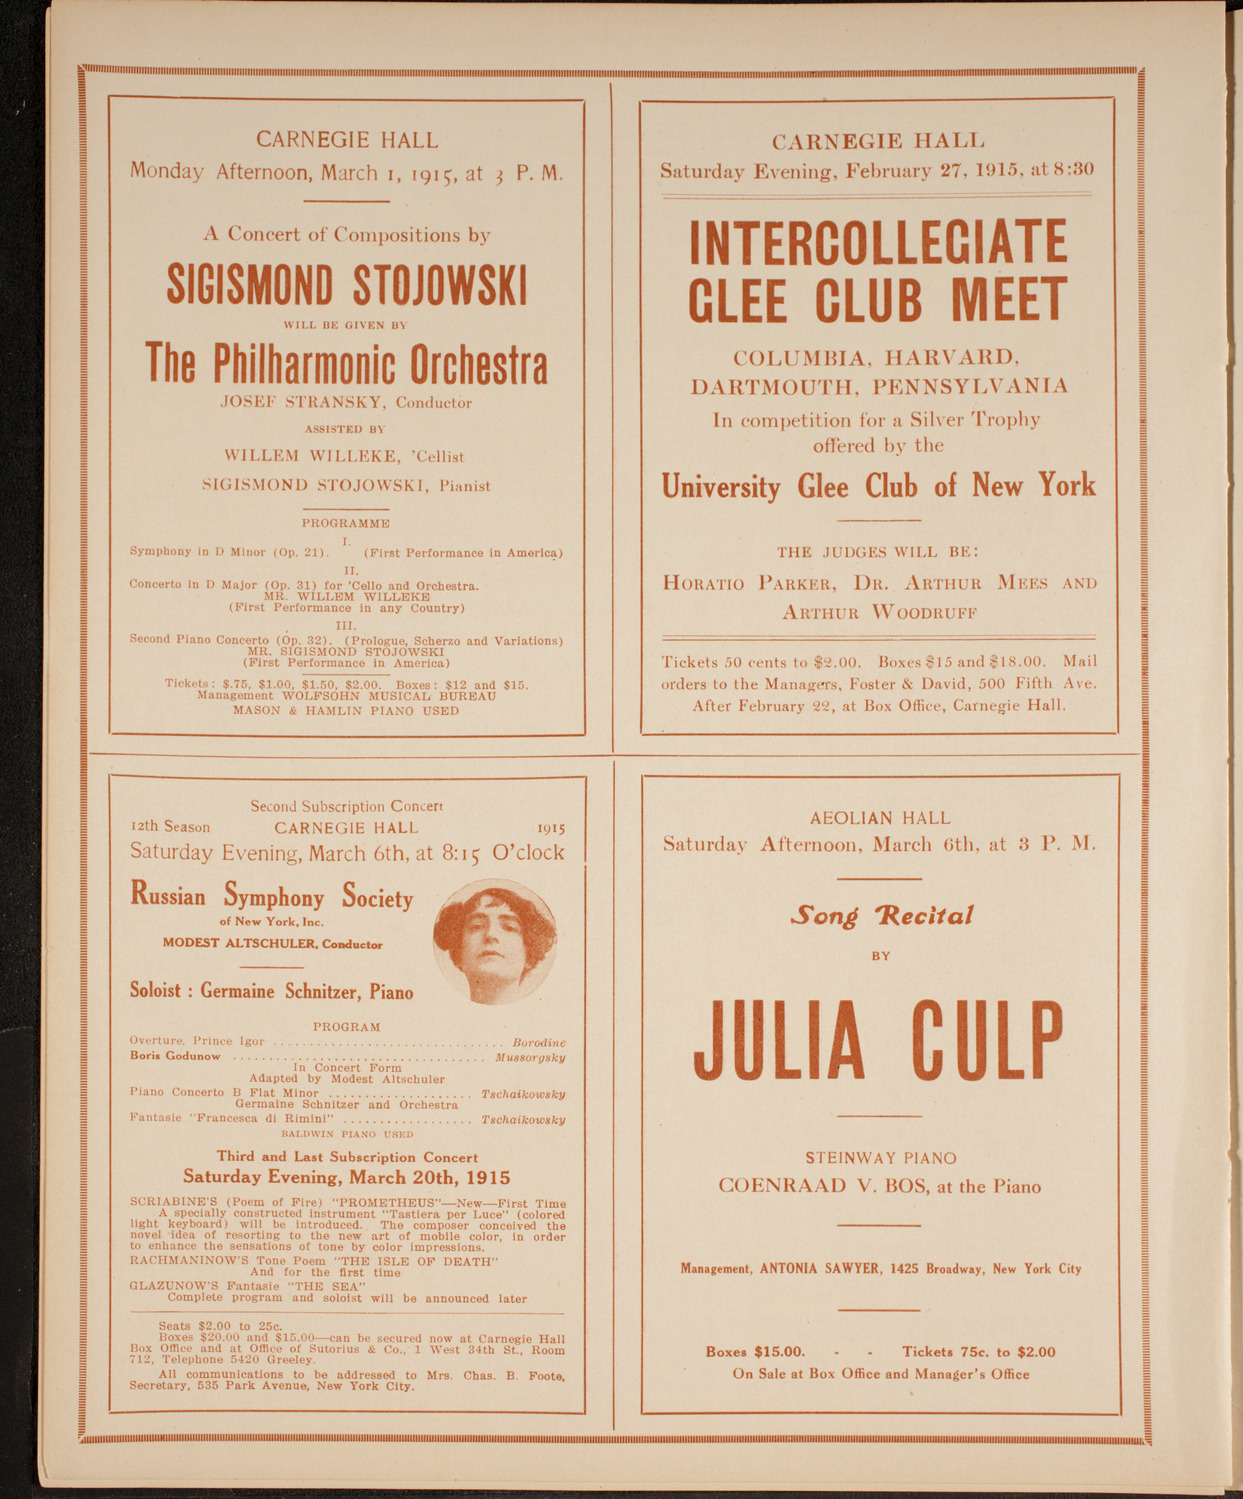 CARNEGIE HALL
Monday Afternoon, March 1, 1915, at 3 P. M.
A Concert of Compositions by
SIGISMOND STOJOWSKI
WILL BE GIVEN BY
The Philharmonic Orchestra
JOSEF STRANSKY, Conductor
ASSISTED BY
WILLEM WILLEKE, 'Cellist
SIGISMOND STOJOWSKI, Pianist
PROGRAMME
I.
Symphony in D Minor (Op. 21). (First Performance in America)
II.
Concerto in D Major (Op. 31) for 'Cello and Orchestra.
MR. WILLEM WILLEKE
(First Performance in any Country)
III.
Second Piano Concerto (Op. 32). (Prologue, Scherzo and Variations)
MR. SIGISMOND STOJOWSKI
(First Performance in America)
Tickets: $.75, $1.00, $1.50, $2.00. Boxes: $12 and $15.
Management WOLFSOHN MUSICAL BUREAU
MASON & HAMLIN PIANO USED
CARNEGIE HALL
Saturday Evening, February 27, 1915, at 8:30
INTERCOLLEGIATE
GLEE CLUB MEET
COLUMBIA, HARVARD,
DARTMOUTH, PENNSYLVANIA
In competition for a Silver Trophy
offered by the
University Glee Club of New York
THE JUDGES WILL BE:
HORATIO PARKER, DR. ARTHUR MEES AND
ARTHUR WOODRUFF
Tickets 50 cents to $2.00. Boxes $15 and $18.00. Mail
orders to the Managers, Foster & David, 500 Fifth Ave.
After February 22, at Box Office, Carnegie Hall.
Second Subscription Concert
12th Season CARNEGIE HALL 1915
Saturday Evening, March 6th, at 8:15 O'clock
Russian Symphony Society
of New York, Inc.
MODEST ALTSCHULER, Conductor
Soloist : Germaine Schnitzer, Piano
PROGRAM
Overture, Prince Igor ................................ Borodine
Boris Godunow ................................... Mussorgsky
In Concert Form
Adapted by Modest Altschuler
Piano Concerto B Flat Minor .................... Tschaikowsky
Germaine Schnitzer and Orchestra
Fantasie "Francesca di Rimini" .................. Tschaikowsky
BALDWIN PIANO USED
Third and Last Subscription Concert
Saturday Evening, March 20th, 1915
SCRIABINE'S (Poem of Fire) "PROMETHEUS"—New—First Time
A specially constructed instrument "Tastiera per Luce" (colored
light keyboard) will be introduced. The composer conceived the
novel idea of resorting to the new art of mobile color, in order
to enhance the sensations of tone by color impressions.
RACHMANINOW'S Tone Poem "THE ISLE OF DEATH"
And for the first time
GLAZUNOW'S Fantasie "THE SEA"
Complete program and soloist will be announced later
Seats $2.00 to 25c.
Boxes $20.00 and $15.00—can be secured now at Carnegie Hall
Box Office and at Office of Sutorius & Co., 1 West 34th St., Room
712, Telephone 5420 Greeley.
All communications to be addressed to Mrs. Chas. B. Foote,
Secretary, 535 Park Avenue, New York City.
AEOLIAN HALL
Saturday Afternoon, March 6th, at 3 P. M.
Song Recital
BY
JULIA CULP
STEINWAY PIANO
COENRAAD V. BOS, at the Piano
Management, ANTONIA SAWYER, 1425 Broadway, New York City
Boxes $15.00. - - Tickets 75c. to $2.00
On Sale at Box Office and Manager's Office